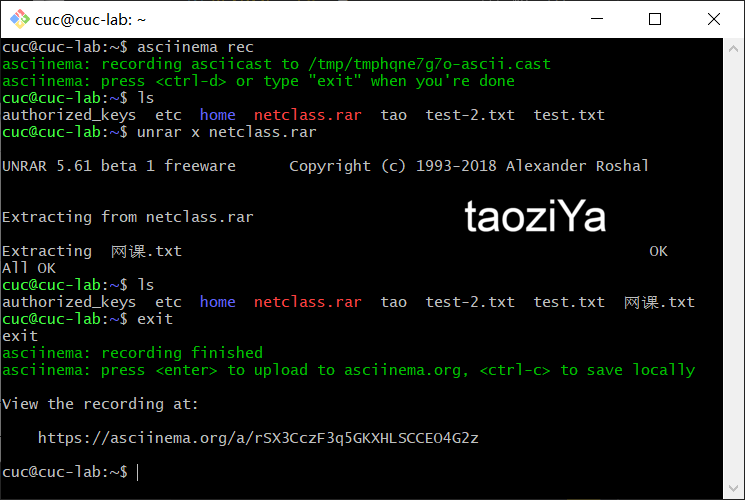 cuc@cuc-lab: ~
cuc@cuc-lab:~$ asciinema rec
asciinema: recording asciicast to /tmp/tmphqne7g7o-ascii.cast
asciinema: press <ctrl-d> or type "exit" when you're done
cuc@cuc-lab:~$ ls
authorized_keys  etc  home  netclass.rar  tao  test-2.txt  test.txt
cuc@cuc-lab:~$ unrar x netclass.rar
UNRAR 5.61 beta 1 freeware      Copyright (c) 1993-2018 Alexander Roshal
taoziYa
Extracting from netclass.rar
Extracting  网课.txt                                                    OK
All OK
cuc@cuc-lab:~$ ls
authorized_keys  etc  home  netclass.rar  tao  test-2.txt  test.txt  网课.txt
cuc@cuc-lab:~$ exit
exit
asciinema: recording finished
asciinema: press <enter> to upload to asciinema.org, <ctrl-c> to save locally
View the recording at:
https://asciinema.org/a/rSX3CczF3q5GKXHLSCCEO4G2z
cuc@cuc-lab:~$